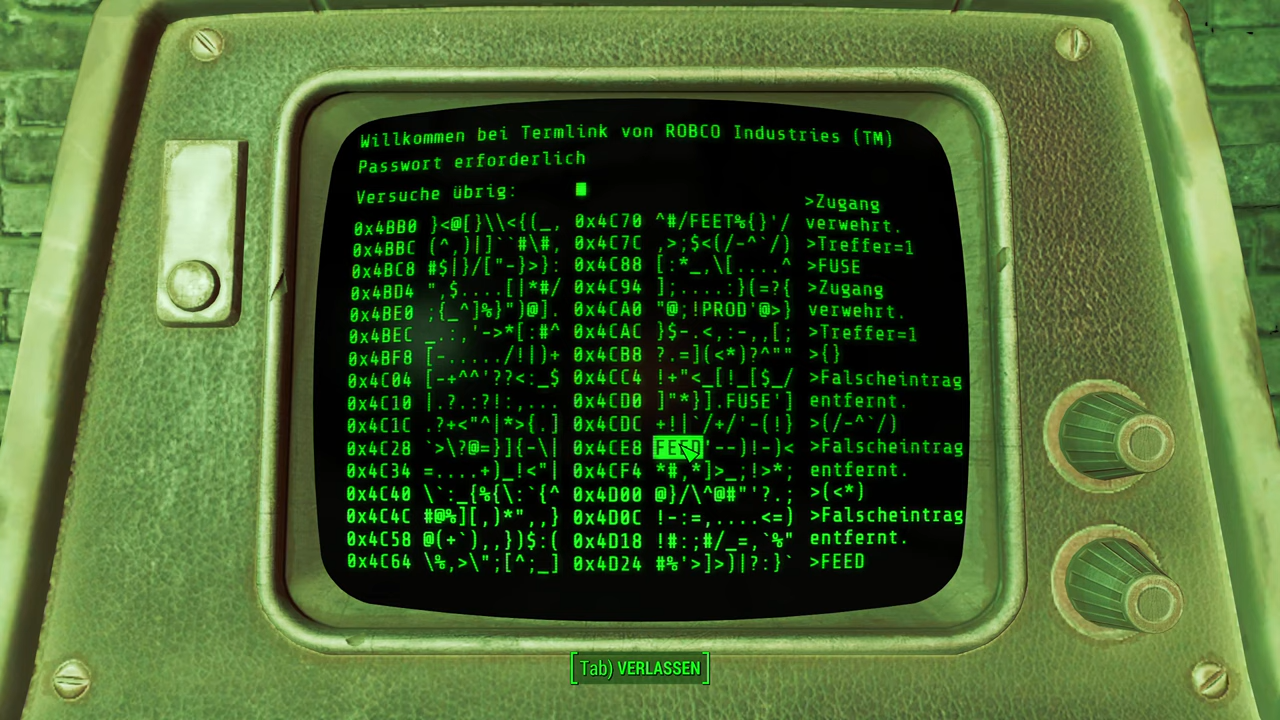 Willkommen bei Termlink von ROBCO Industries (TM)
Passwort erforderlich
Versuche übrig:
0x4BB0 }<@[}\\<{(_,
0x4BBC (^,)|]``#\#,
0x4BC8 #$|}/["-}>}:
0x4BD4 ",$....[|*#/
0x4BE0 ;{_^]%}")@].
0x4BEC _.:,'->*[:#^
0x4BF8 [-...../!|)+
0x4C04 [-+^^'??<:_$
0x4C10 |.?.:?!:,...
0x4C1C .?+<"^|*>{.]
0x4C28 `>\?@=}]{-\|
0x4C34 =....+)_!<"|
0x4C40 \`:_{%{\:`{^
0x4C4C #@%][,)*",,}
0x4C58 @(+`),,})$:(
0x4C64 \%,>\";[^;_]
0x4C70 ^#/FEET%{}'/
0x4C7C ,>;$<(/-^`/)
0x4C88 [:*_,\[....^
0x4C94 ];....:}(=?{
0x4CA0 "@;!PROD'@>}
0x4CAC }$-.<,:-,,[;
0x4CB8 ?.=](<*)?^""
0x4CC4 !+"<_[!_[$_/
0x4CD0 ]"*}].FUSE']
0x4CDC +!|`/+/'-(!}
0x4CE8 FEED'--)!-)<
0x4CF4 *#,*]>_;!>*;
0x4D00 @}/\^@#"'?.;
0x4D0C !-:=,....<=)
0x4D18 !#:;#/_=,`%"
0x4D24 #%'>]>)|?:}`
>Zugang
verwehrt.
>Treffer=1
>FUSE
>Zugang
verwehrt.
>Treffer=1
>{}
>Falscheintrag
entfernt.
>(/-^`/)
>Falscheintrag
entfernt.
>(<*)
>Falscheintrag
entfernt.
>FEED
Tab) VERLASSEN